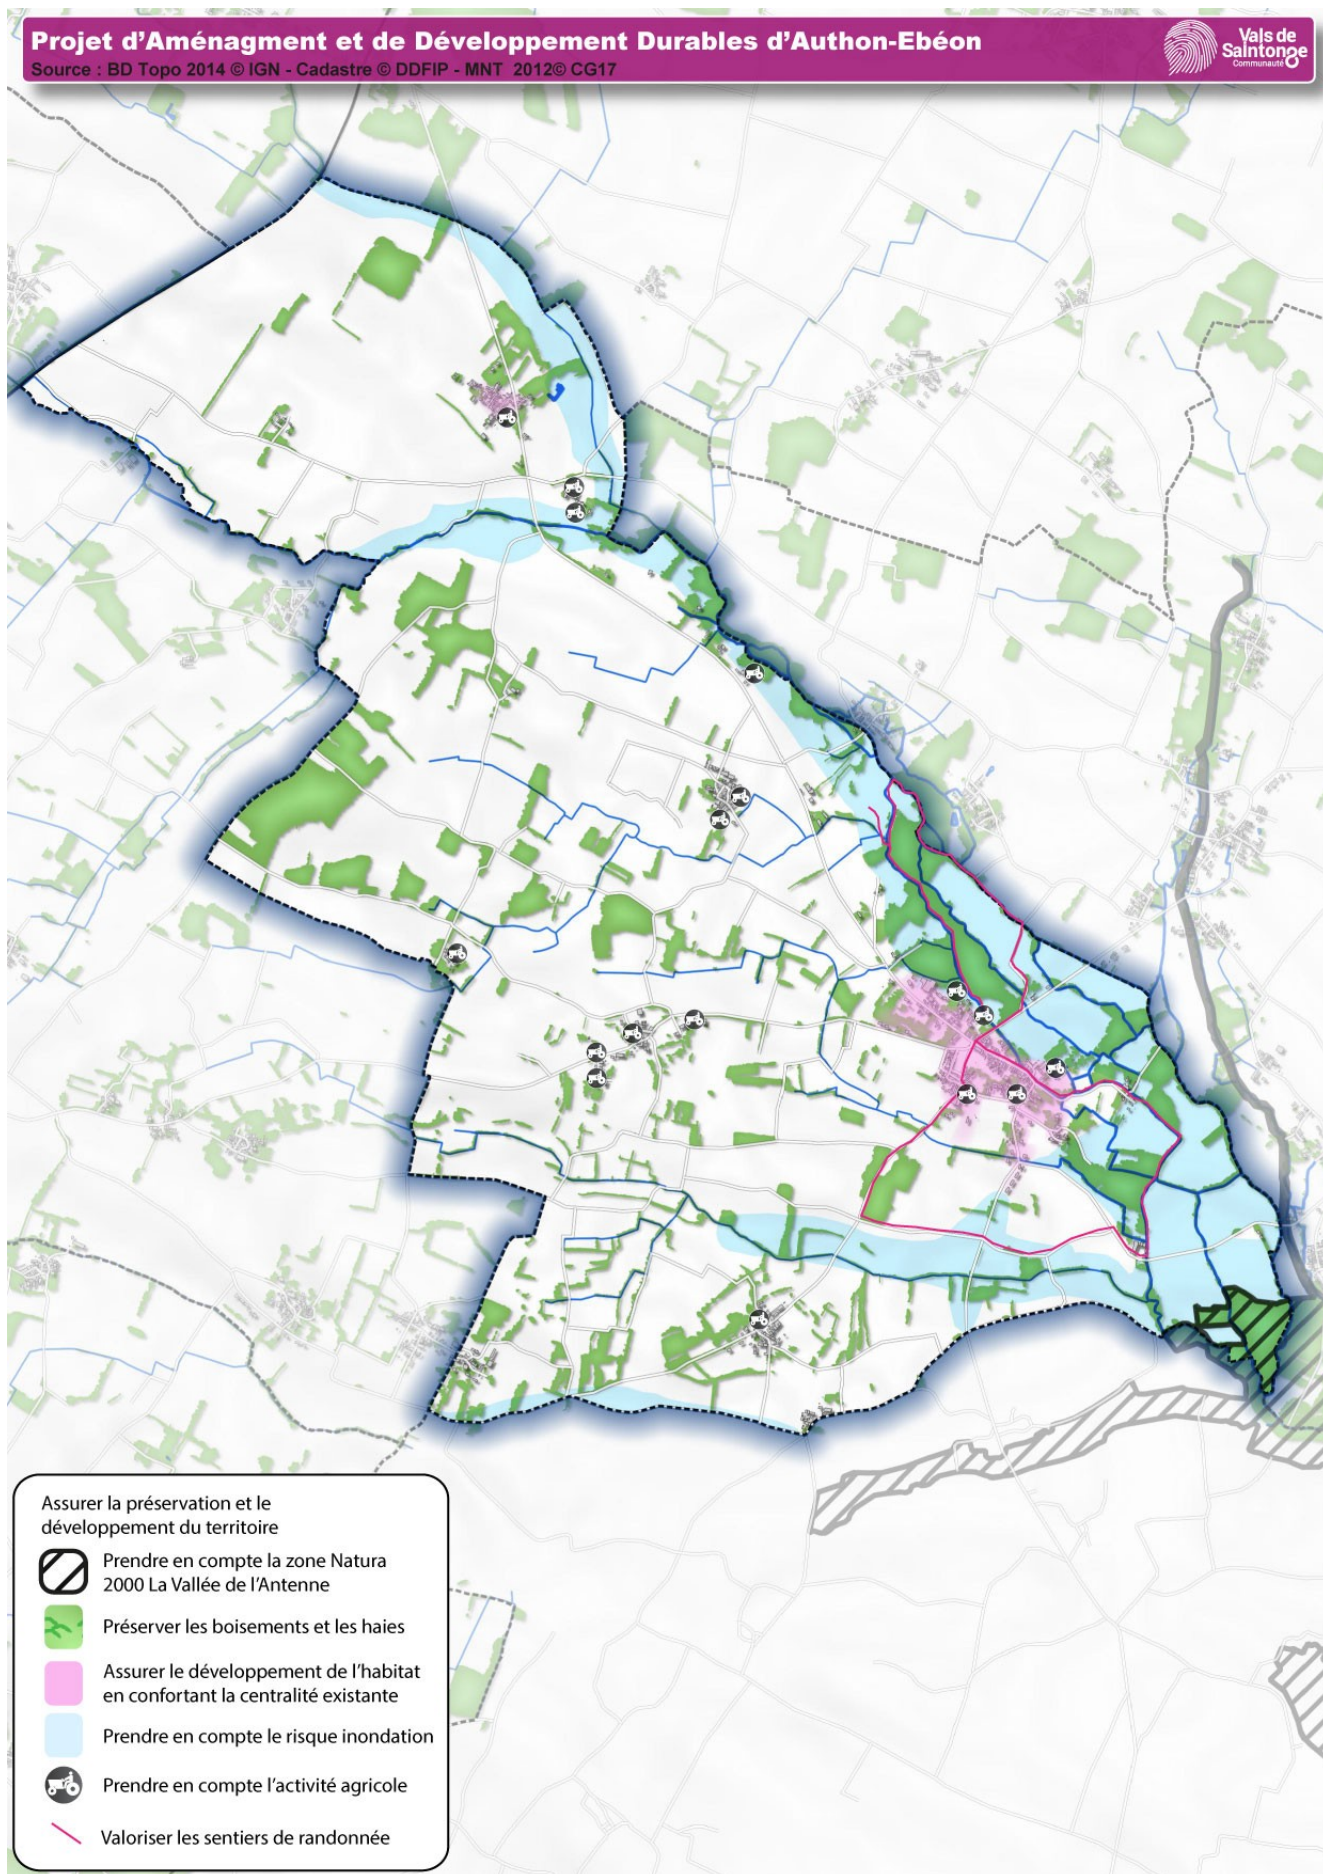 Projet d'Aménagment et de Développement Durables d'Authon-Ebéon
Source : BD Topo 2014 © IGN - Cadastre © DDFIP - MNT 2012© CG17
Vals de
Saintonge
Communauté
Assurer la préservation et le
développement du territoire
Prendre en compte la zone Natura
2000 La Vallée de l'Antenne
Préserver les boisements et les haies
Assurer le développement de l'habitat
en confortant la centralité existante
Prendre en compte le risque inondation
Prendre en compte l'activité agricole
Valoriser les sentiers de randonnée